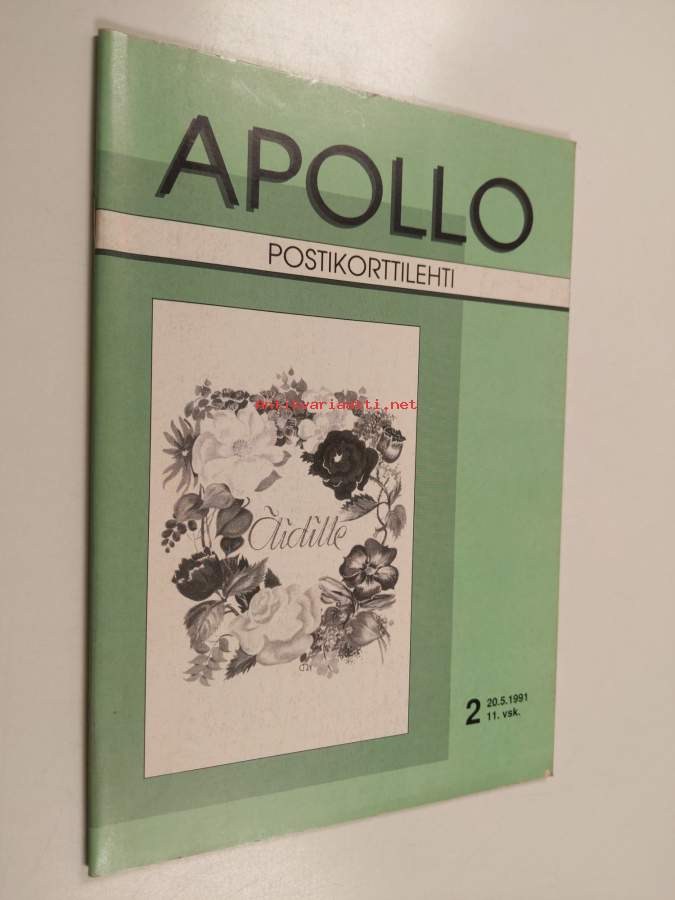 APOLLO
POSTIKORTTILEHTI
Antikvariaatti.net
Äidille
2 20.5.1991
11. vsk.